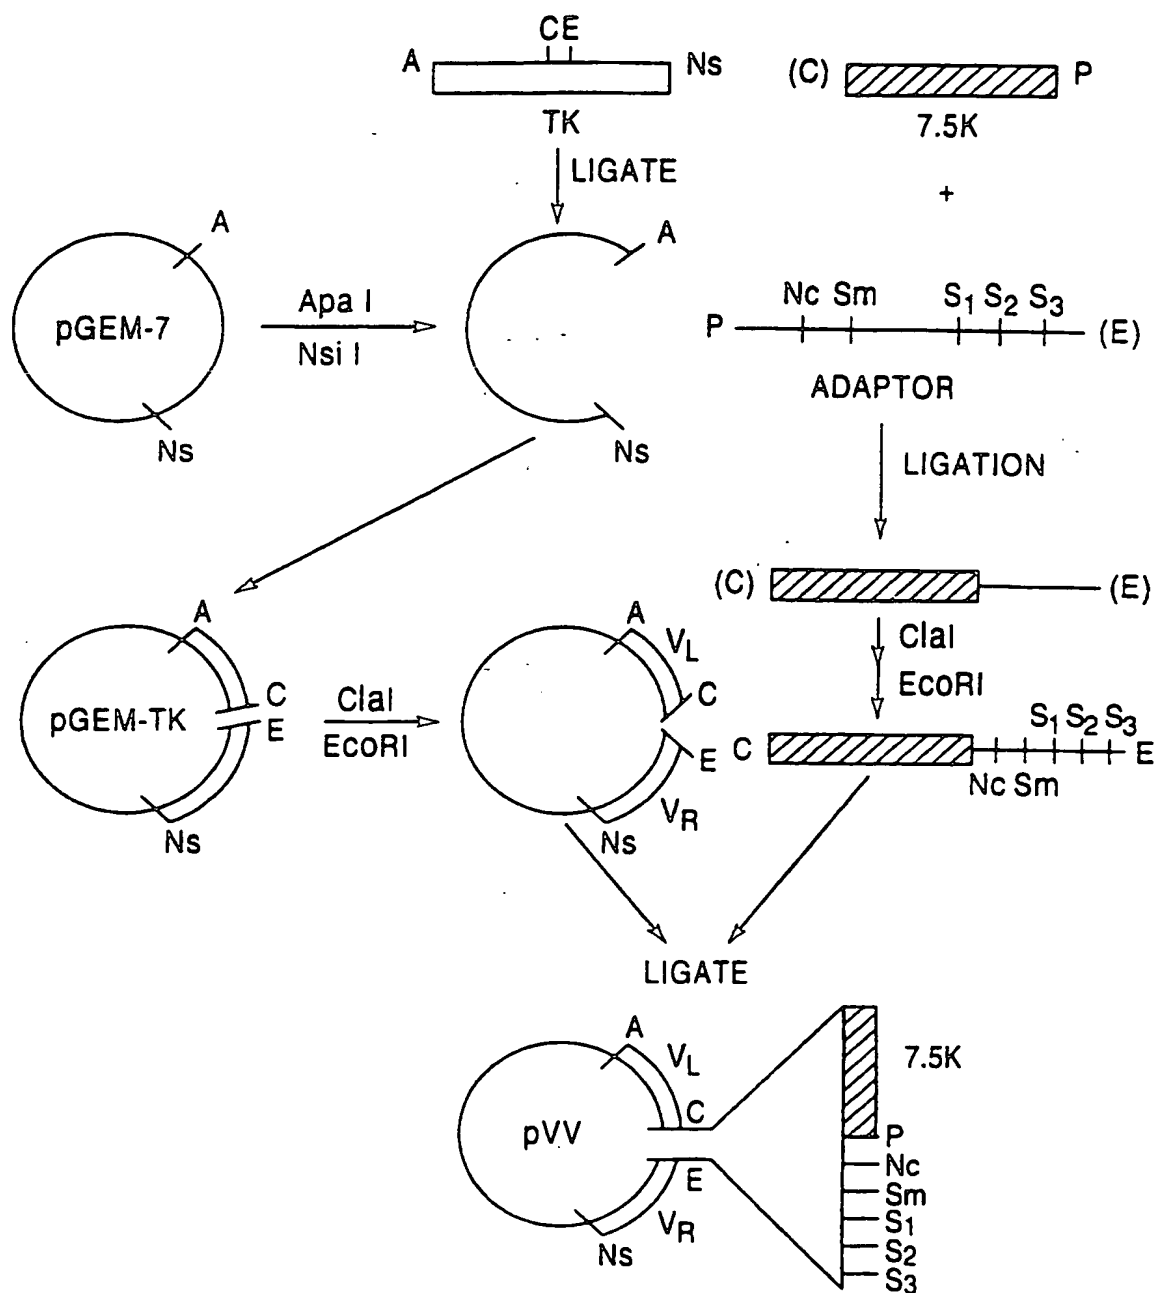 CE
A
Ns
(C)
P
TK
7.5K
LIGATE
+
A
A
pGEM-7
Apa I
Nsi I
Nc Sm
S1 S2 S3
P
(E)
ADAPTOR
Ns
Ns
LIGATION
(C)
(E)
A
A
VL
ClaI
EcoRI
pGEM-TK
C
E
ClaI
EcoRI
C
E
VR
S1 S2 S3
C
E
Nc Sm
Ns
Ns
LIGATE
A
VL
7.5K
C
pVV
P
Nc
E
Sm
VR
S1
Ns
S2
S3